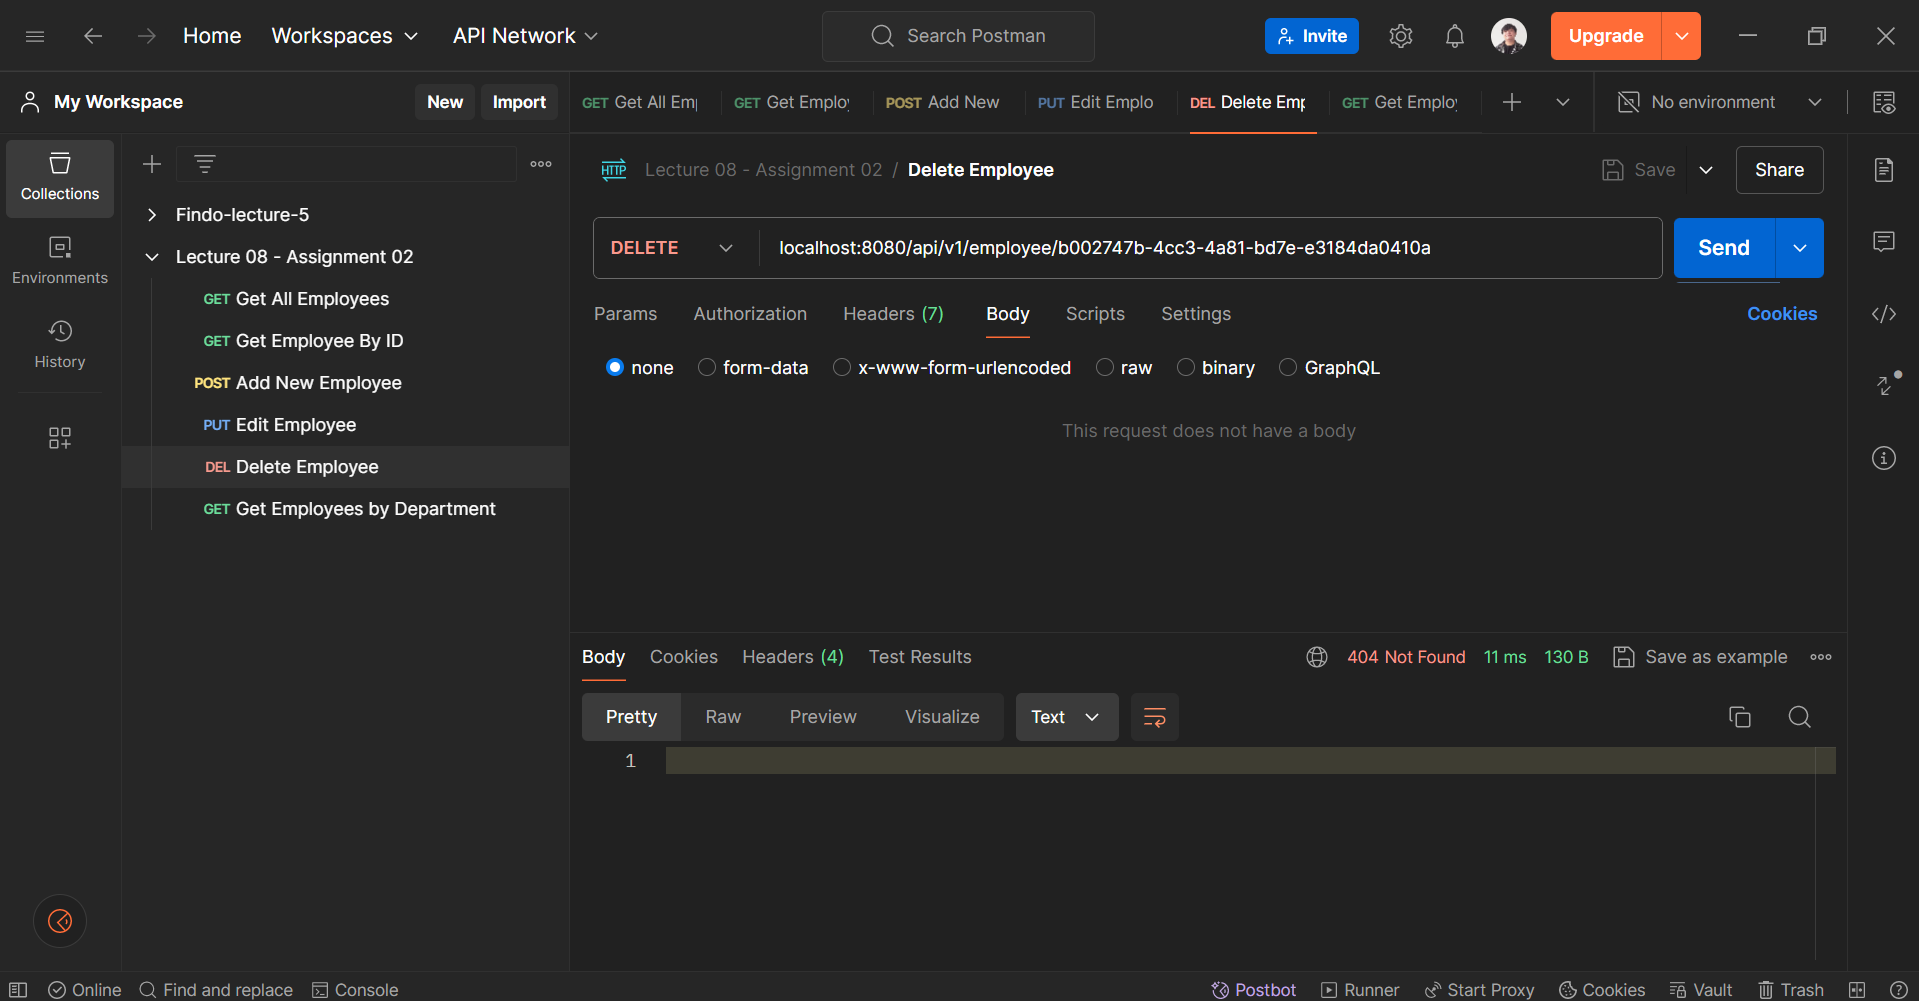 Home Workspaces API Network Search Postman Invite Upgrade
My Workspace New Import GET Get All Em GET Get Emplo POST Add New PUT Edit Emplo DEL Delete Emp GET Get Emplo No environment
Collections
Environments
History
Findo-lecture-5
Lecture 08 - Assignment 02
GET Get All Employees
GET Get Employee By ID
POST Add New Employee
PUT Edit Employee
DEL Delete Employee
GET Get Employees by Department
HTTP Lecture 08 - Assignment 02 / Delete Employee Save Share
DELETE localhost:8080/api/v1/employee/b002747b-4cc3-4a81-bd7e-e3184da0410a Send
Params Authorization Headers (7) Body Scripts Settings Cookies
none form-data x-www-form-urlencoded raw binary GraphQL
This request does not have a body
Body Cookies Headers (4) Test Results 404 Not Found 11 ms 130 B Save as example
Pretty Raw Preview Visualize Text
1
Online Find and replace Console Postbot Runner Start Proxy Cookies Vault Trash